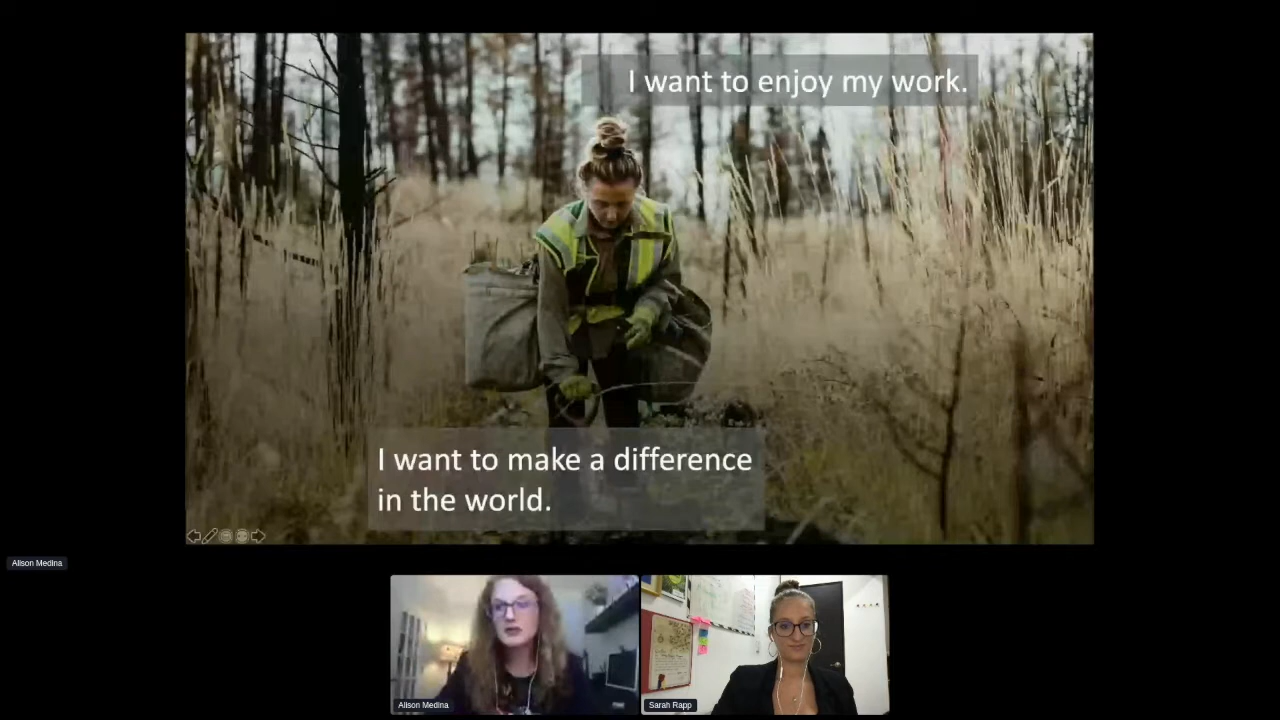 I want to enjoy my work.
I want to make a difference
in the world.
Alison Medina
Alison Medina
Sarah Rapp